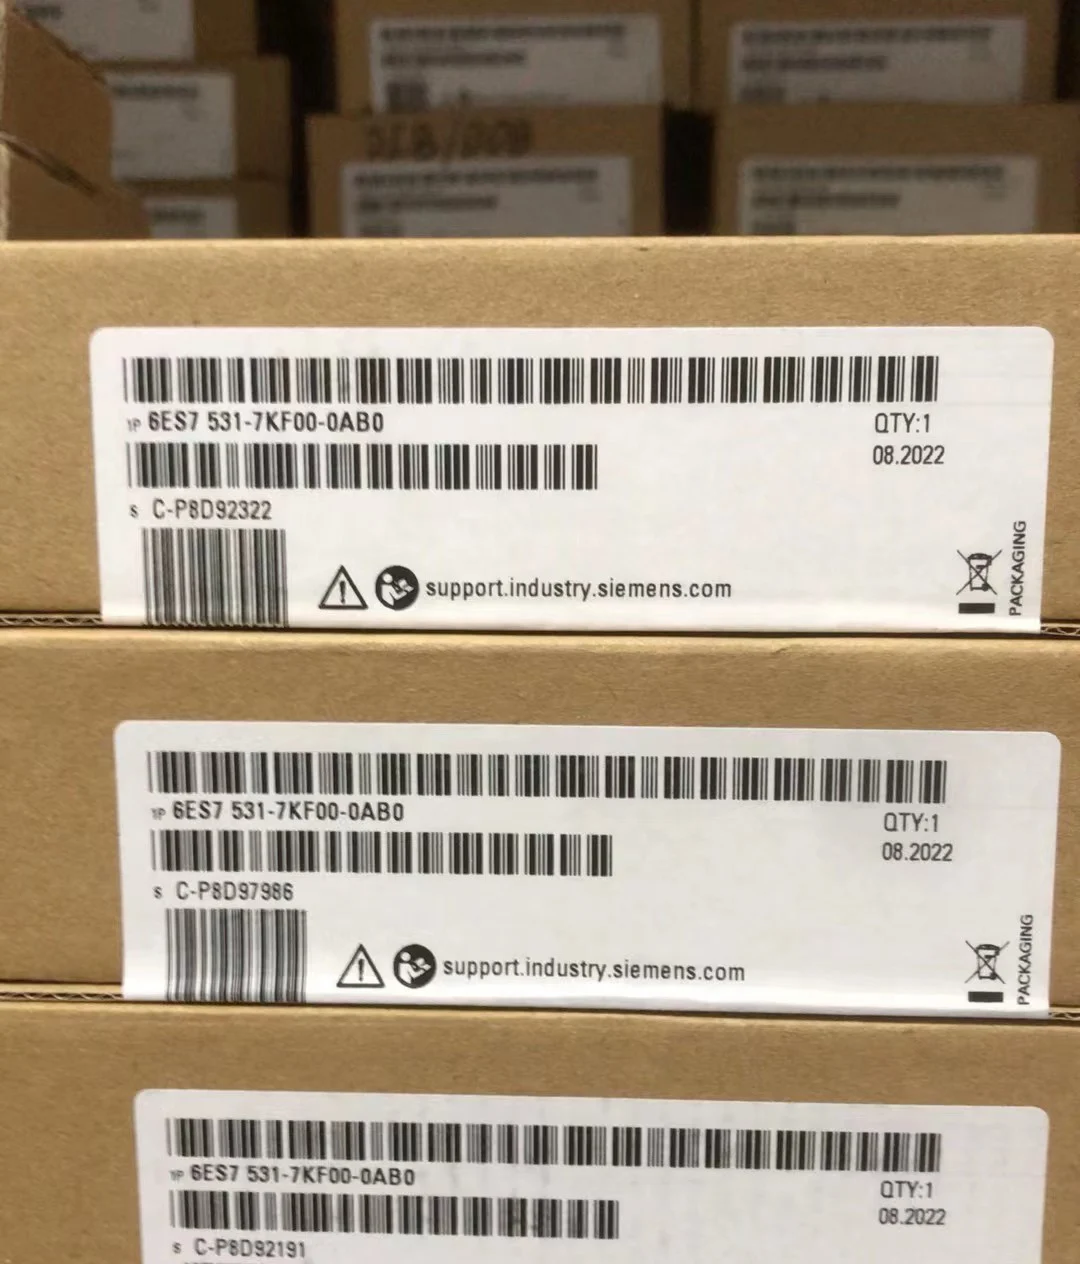 1P 6ES7 531-7KF00-0AB0
QTY:1
08.2022
S C-P8D92322
support.industry.siemens.com
PACKAGING
1P 6ES7 531-7KF00-0AB0
QTY:1
08.2022
S C-P8D97986
support.industry.siemens.com
PACKAGING
1P 6ES7 531-7KF00-0AB0
QTY:1
08.2022
S C-P8D92191